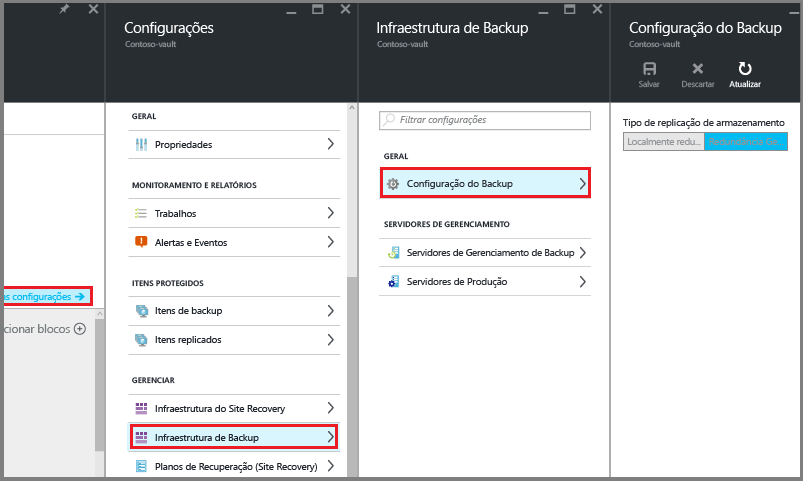 as configurações
cionar blocos
Configurações
Contoso-vault
GERAL
Propriedades
MONITORAMENTO E RELATÓRIOS
Trabalhos
Alertas e Eventos
ITENS PROTEGIDOS
Itens de backup
Itens replicados
GERENCIAR
Infraestrutura do Site Recovery
Infraestrutura de Backup
Planos de Recuperação (Site Recovery)
Infraestrutura de Backup
Contoso-vault
Filtrar configurações
GERAL
Configuração do Backup
SERVIDORES DE GERENCIAMENTO
Servidores de Gerenciamento de Backup
Servidores de Produção
Configuração do Backup
Contoso-vault
Salvar Descartar Atualizar
Tipo de replicação de armazenamento
Localmente redu... Redundância Ge...